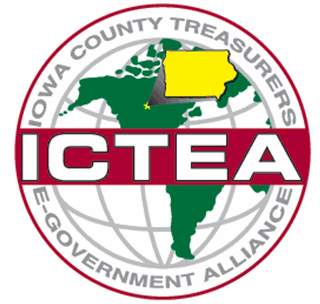 IOWA COUNTY TREASURERS
ICTEA
E-GOVERNMENT ALLIANCE